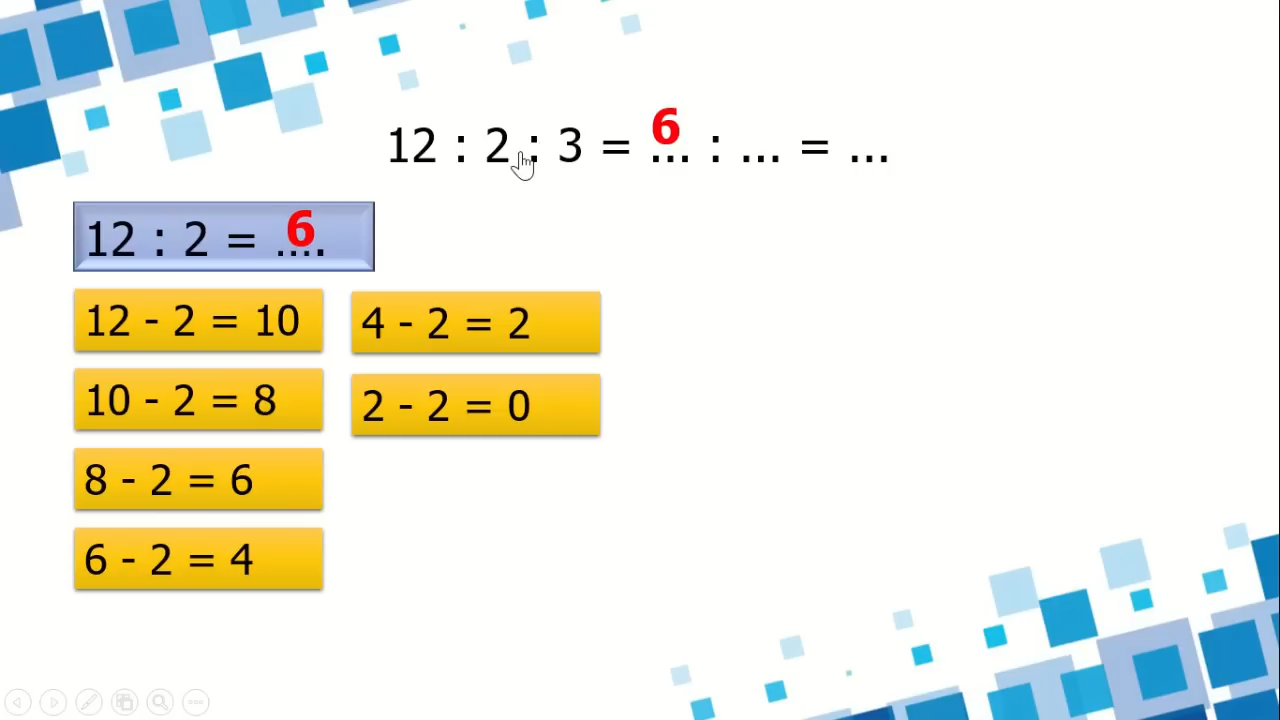 12 : 2 : 3 = 6... : ... = ...
12 : 2 = 6....
12 - 2 = 10
10 - 2 = 8
8 - 2 = 6
6 - 2 = 4
4 - 2 = 2
2 - 2 = 0